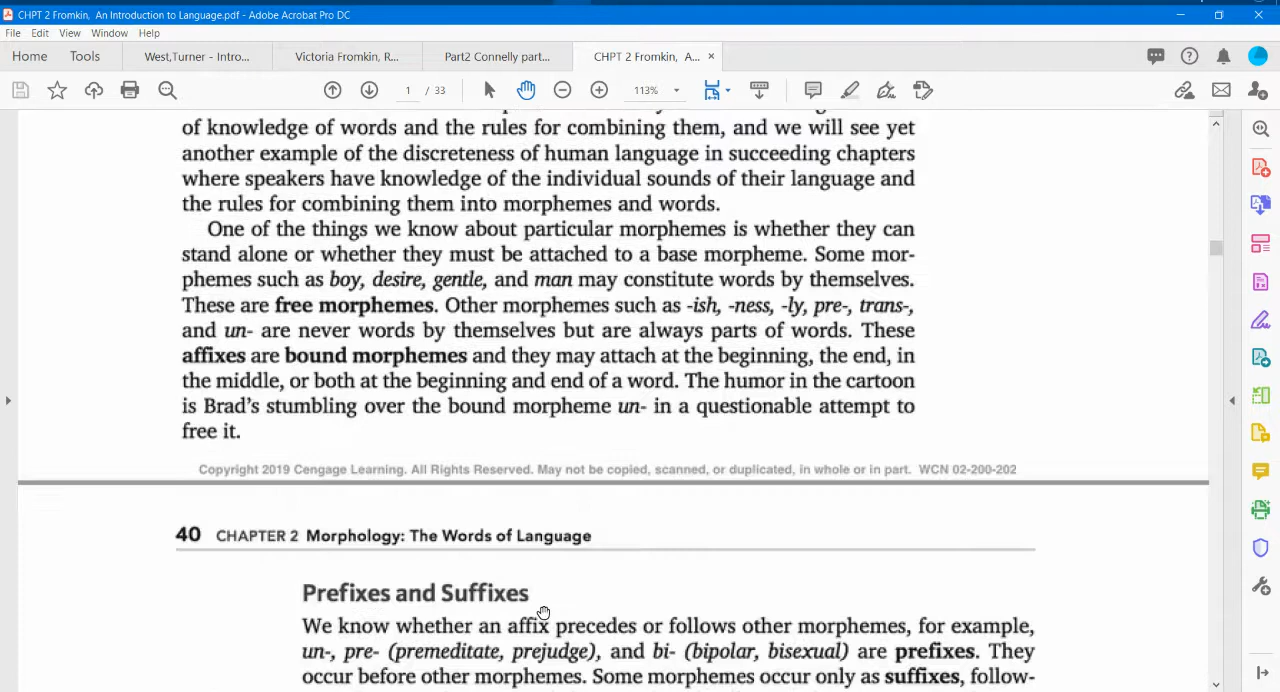 CHPT 2 Fromkin, An Introduction to Language.pdf - Adobe Acrobat Pro DC
File Edit View Window Help
Home Tools West,Turner - Intro... Victoria Fromkin, R... Part2 Connelly part... CHPT 2 Fromkin, A... ×
1 / 33 113%
of knowledge of words and the rules for combining them, and we will see yet
another example of the discreteness of human language in succeeding chapters
where speakers have knowledge of the individual sounds of their language and
the rules for combining them into morphemes and words.
One of the things we know about particular morphemes is whether they can
stand alone or whether they must be attached to a base morpheme. Some mor-
phemes such as boy, desire, gentle, and man may constitute words by themselves.
These are free morphemes. Other morphemes such as -ish, -ness, -ly, pre-, trans-,
and un- are never words by themselves but are always parts of words. These
affixes are bound morphemes and they may attach at the beginning, the end, in
the middle, or both at the beginning and end of a word. The humor in the cartoon
is Brad's stumbling over the bound morpheme un- in a questionable attempt to
free it.
Copyright 2019 Cengage Learning. All Rights Reserved. May not be copied, scanned, or duplicated, in whole or in part. WCN 02-200-202
40 CHAPTER 2 Morphology: The Words of Language
Prefixes and Suffixes
We know whether an affix precedes or follows other morphemes, for example,
un-, pre- (premeditate, prejudge), and bi- (bipolar, bisexual) are prefixes. They
occur before other morphemes. Some morphemes occur only as suffixes, follow-